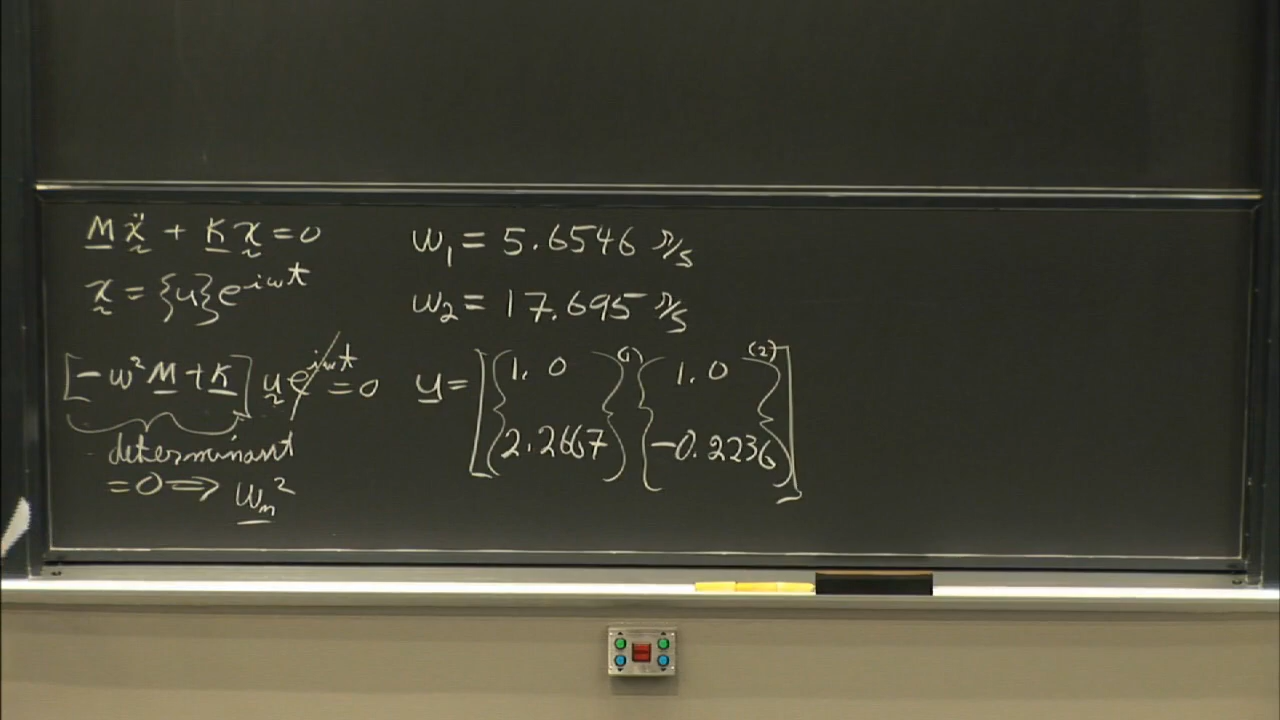 M ẍ + K x = 0
x = {u} e^{iωt}
[-ω² M + K] u e^{iωt} = 0
determinant
= 0 ⇒ ω_n²
ω₁ = 5.6546 r/s
ω₂ = 17.695 r/s
u = [ {1.0 {1.0
2.2667}^{(1)} -0.2236}^{(2)} ]